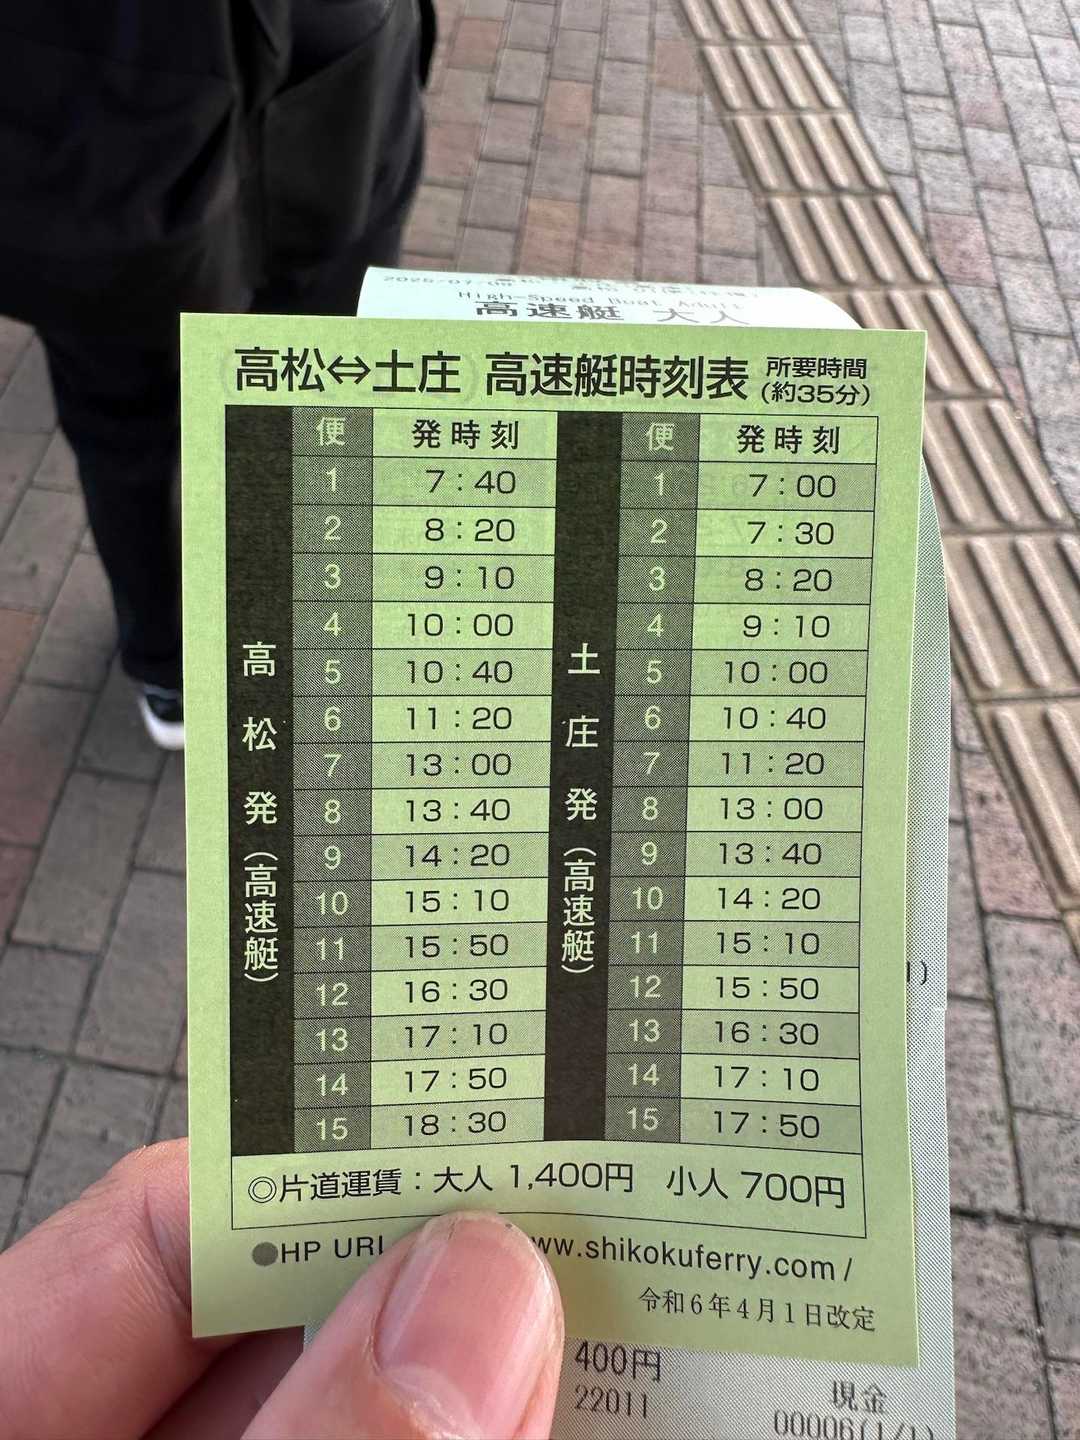 High-Speed Boat Adult
高速艇 大人
高松⇔土庄 高速艇時刻表 所要時間
(約35分)
高松発(高速艇)
便 発時刻
1 7:40
2 8:20
3 9:10
4 10:00
5 10:40
6 11:20
7 13:00
8 13:40
9 14:20
10 15:10
11 15:50
12 16:30
13 17:10
14 17:50
15 18:30
土庄発(高速艇)
便 発時刻
1 7:00
2 7:30
3 8:20
4 9:10
5 10:00
6 10:40
7 11:20
8 13:00
9 13:40
10 14:20
11 15:10
12 15:50
13 16:30
14 17:10
15 17:50
◎片道運賃:大人 1,400円 小人 700円
●HP URL ww.shikokuferry.com/
令和6年4月1日改定
400円
現金
22011
00006(1/1)